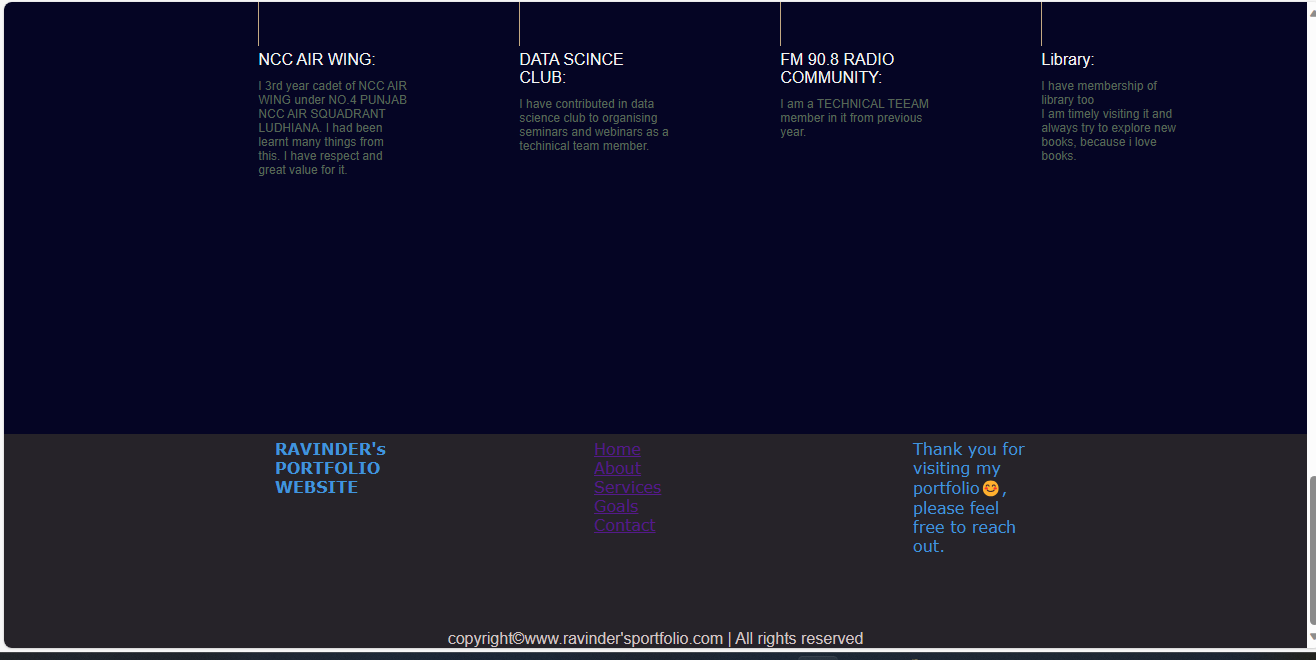 NCC AIR WING:
I 3rd year cadet of NCC AIR
WING under NO.4 PUNJAB
NCC AIR SQUADRANT
LUDHIANA. I had been
learnt many things from
this. I have respect and
great value for it.
DATA SCINCE
CLUB:
I have contributed in data
science club to organising
seminars and webinars as a
techinical team member.
FM 90.8 RADIO
COMMUNITY:
I am a TECHNICAL TEEAM
member in it from previous
year.
Library:
I have membership of
library too
I am timely visiting it and
always try to explore new
books, because i love
books.
RAVINDER's
PORTFOLIO
WEBSITE
Home
About
Services
Goals
Contact
Thank you for
visiting my
portfolio😊,
please feel
free to reach
out.
copyright©www.ravinder'sportfolio.com | All rights reserved